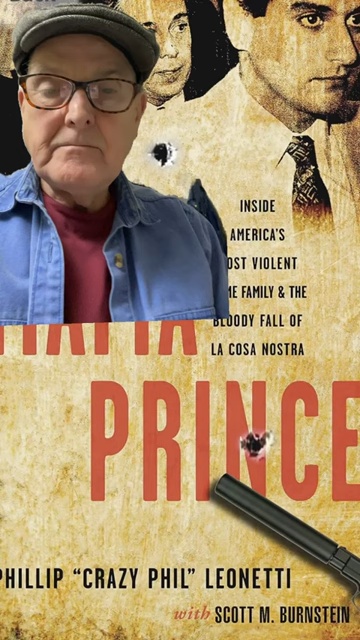 INSIDE
AMERICA'S
OST VIOLENT
ME FAMILY & THE
BLOODY FALL OF
LA COSA NOSTRA
MAFIA
PRINCE
PHILLIP “CRAZY PHIL” LEONETTI
with SCOTT M. BURNSTEIN